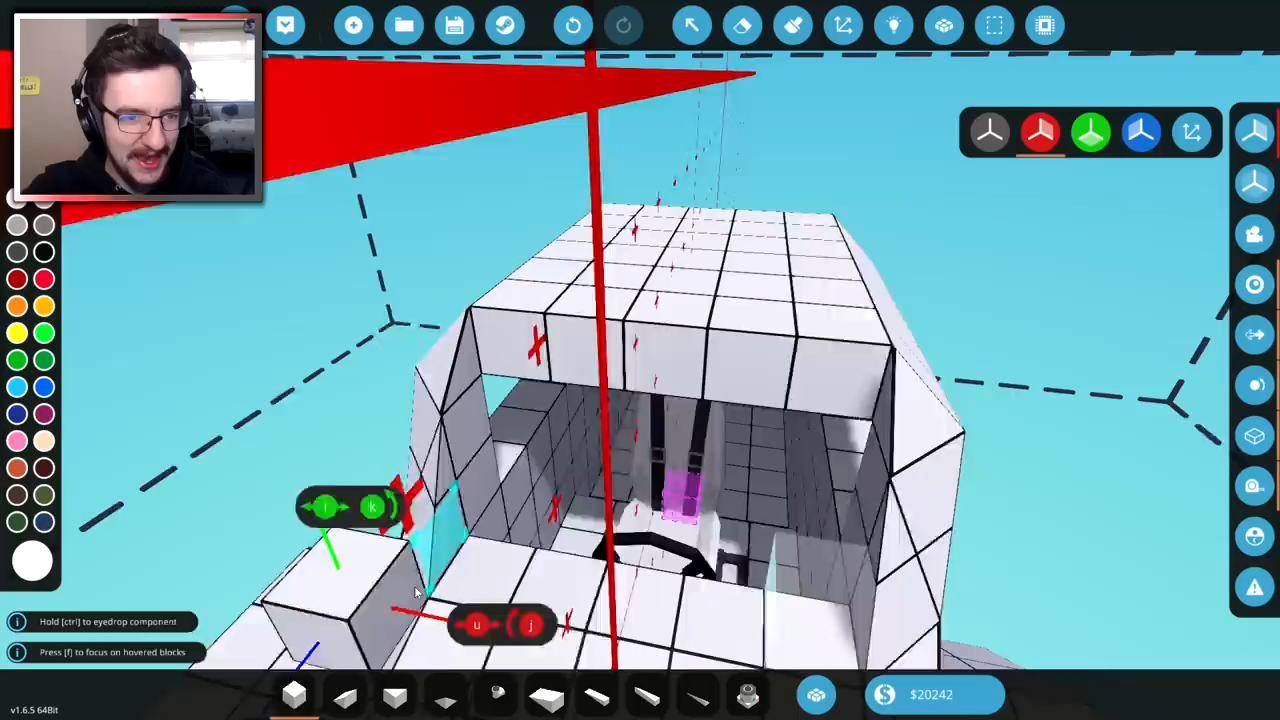 i k
u j
Hold [ctrl] to eyedrop component
Press [f] to focus on hovered blocks
$20242
v1.6.5 64Bit